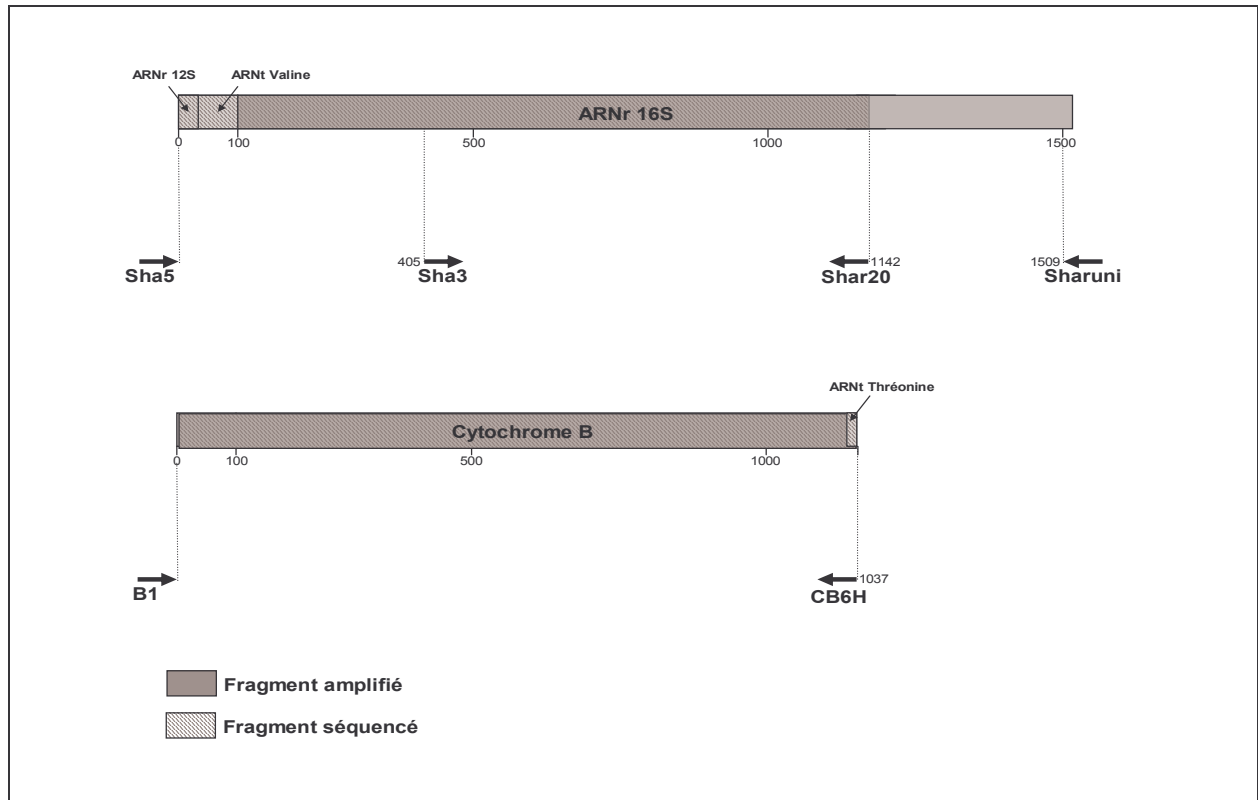 ARNr 12S
ARNt Valine
ARNr 16S
0 100 500 1000 1500
405 1142 1509
Sha5 Sha3 Shar20 Sharuni
ARNt Thréonine
Cytochrome B
0 100 500 1000
1037
B1 CB6H
Fragment amplifié
Fragment séquencé